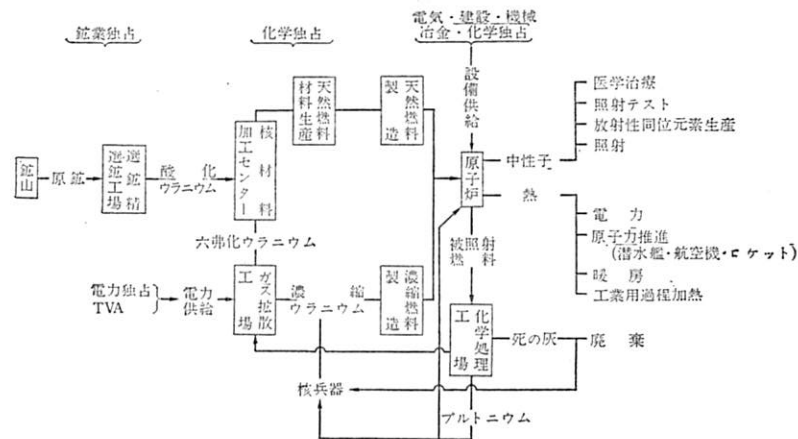 鉱業独占
化学独占
電気・建設・機械
冶金・化学独占
鉱山
原鉱
選鉱工場
選鉱精
酸化
ウラニウム
加工センター
核材料
材料生産
天然燃料
製造
天然燃料
設備供給
原子炉
中性子
医学治療
照射テスト
放射性同位元素生産
照射
熱
電力
原子力推進
(潜水艦・航空機・ロケット)
暖房
工業用過程加熱
六弗化ウラニウム
電力独占
TVA
電力
供給
工場
ガス拡散
濃縮
ウラニウム
製造
濃縮燃料
被照射
燃料
工場
化学処理
死の灰
廃棄
核兵器
プルトニウム